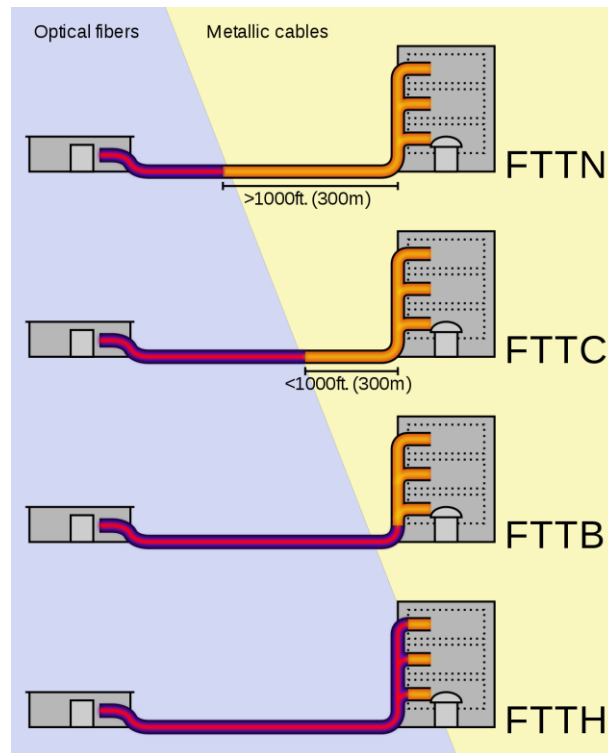 Optical fibers
Metallic cables
FTTN
>1000ft. (300m)
FTTC
<1000ft. (300m)
FTTB
FTTH